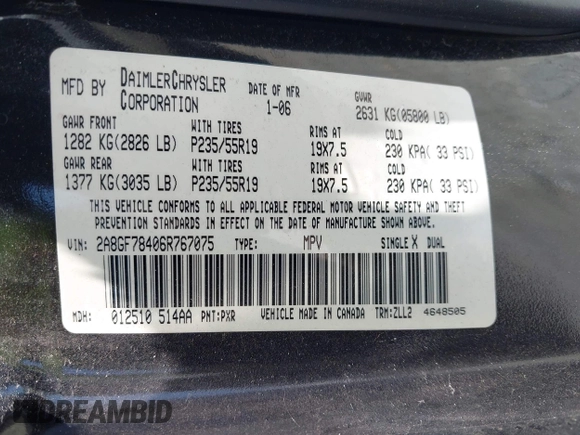 MFD BY DAIMLERCHRYSLER CORPORATION
DATE OF MFR 1-06
GVWR 2631 KG(05800 LB)
GAWR FRONT WITH TIRES RIMS AT COLD
1282 KG(2826 LB) P235/55R19 19X7.5 230 KPA( 33 PSI)
GAWR REAR WITH TIRES RIMS AT COLD
1377 KG(3035 LB) P235/55R19 19X7.5 230 KPA( 33 PSI)
THIS VEHICLE CONFORMS TO ALL APPLICABLE FEDERAL MOTOR VEHICLE SAFETY AND THEFT
PREVENTION STANDARDS IN EFFECT ON THE DATE OF MANUFACTURE SHOWN ABOVE.
VIN: 2A8GF78406R767075 TYPE: MPV SINGLE X DUAL
MDH: 012510 514AA PNT:PXR VEHICLE MADE IN CANADA TRM:ZLL2 4648505
DREAMBID